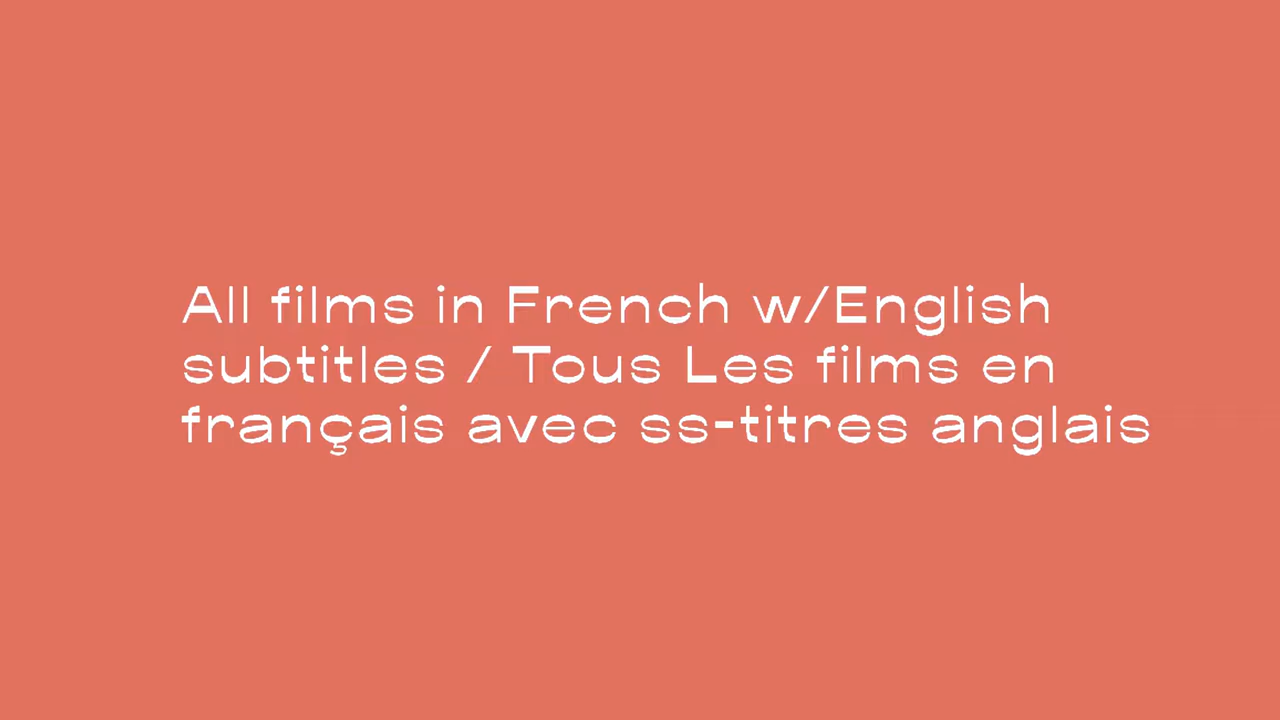 All films in French w/English
subtitles / Tous Les films en
français avec ss-titres anglais